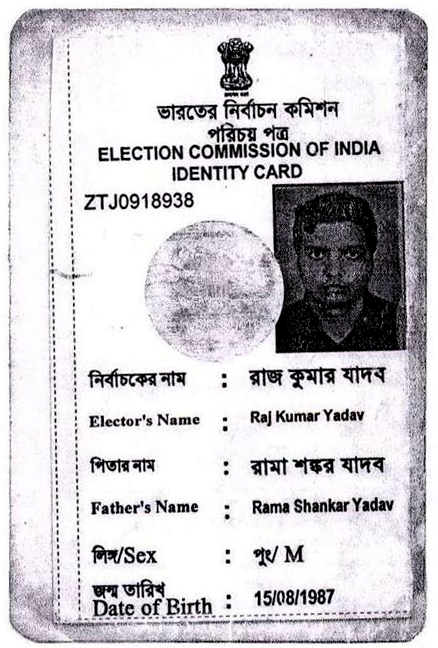 ভারতের নির্বাচন কমিশন
পরিচয় পত্র
ELECTION COMMISSION OF INDIA
IDENTITY CARD
ZTJ0918938
নির্বাচকের নাম : রাজ কুমার যাদব
Elector's Name : Raj Kumar Yadav
পিতার নাম : রামা শঙ্কর যাদব
Father's Name : Rama Shankar Yadav
লিঙ্গ/Sex : পুং/ M
জন্ম তারিখ
Date of Birth : 15/08/1987